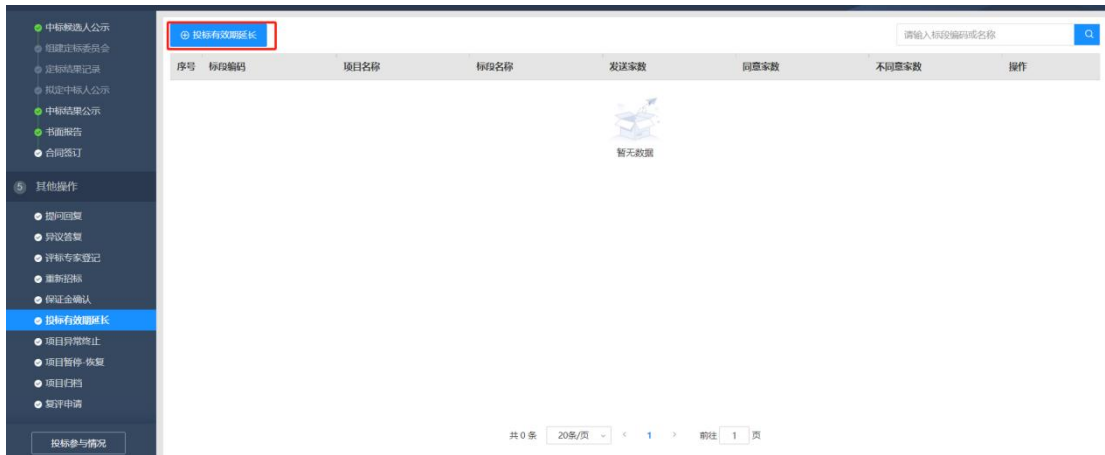 中标候选人公示
组建定标委员会
定标结果记录
拟定中标人公示
中标结果公示
书面报告
合同签订
5 其他操作
提问回复
异议答复
评标专家登记
重新招标
保证金确认
投标有效期延长
项目异常终止
项目暂停-恢复
项目归档
复评申请
投标参与情况
投标有效期延长
请输入标段编码或名称
序号 标段编码 项目名称 标段名称 发送家数 同意家数 不同意家数 操作
暂无数据
共 0 条 20条/页 < 1 > 前往 1 页